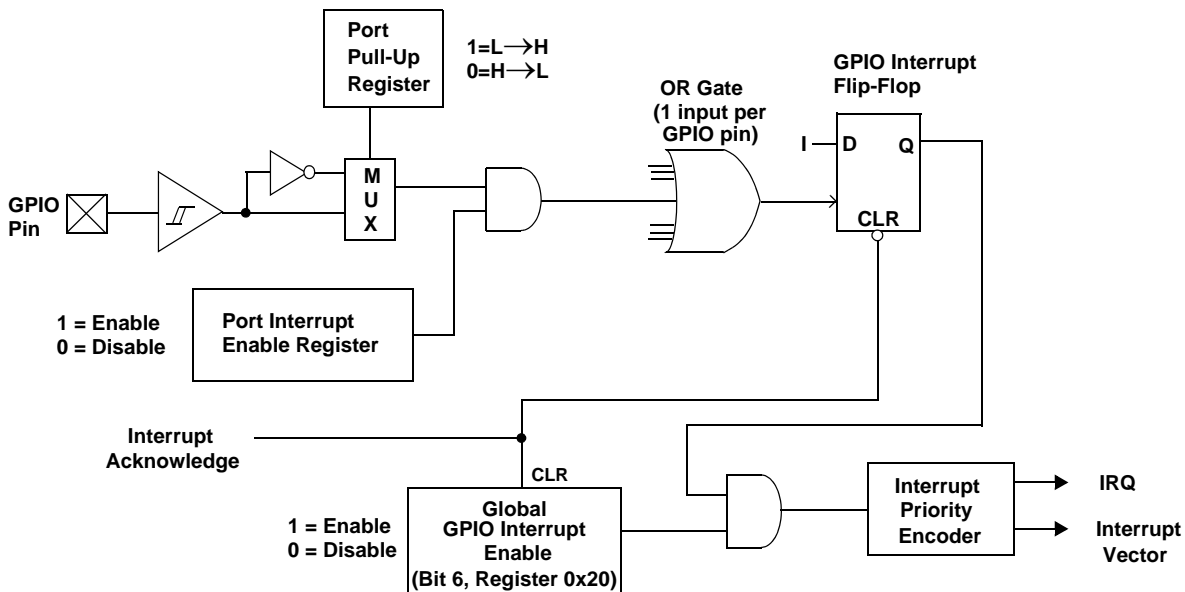 Port
Pull-Up
Register
1=L→H
0=H→L
GPIO Interrupt
Flip-Flop
OR Gate
(1 input per
GPIO pin)
I
D
Q
CLR
M
U
X
GPIO
Pin
1 = Enable
0 = Disable
Port Interrupt
Enable Register
Interrupt
Acknowledge
CLR
1 = Enable
0 = Disable
Global
GPIO Interrupt
Enable
(Bit 6, Register 0x20)
Interrupt
Priority
Encoder
IRQ
Interrupt
Vector